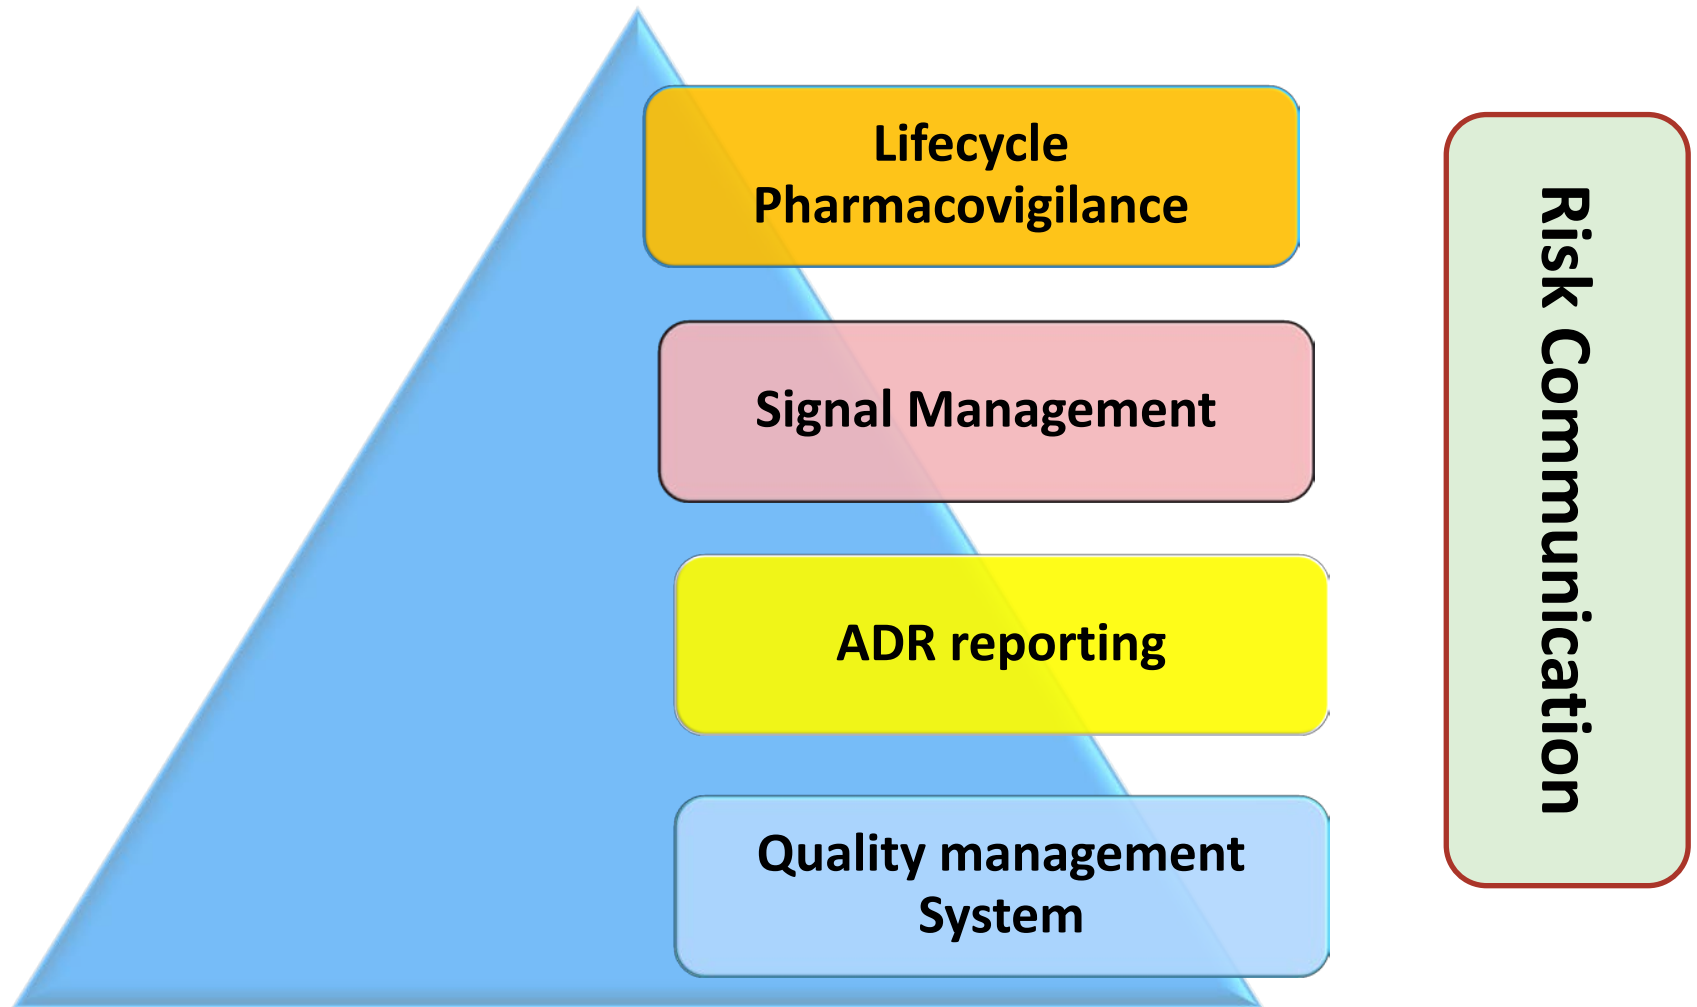 Lifecycle
Pharmacovigilance
Signal Management
ADR reporting
Quality management
System
Risk Communication